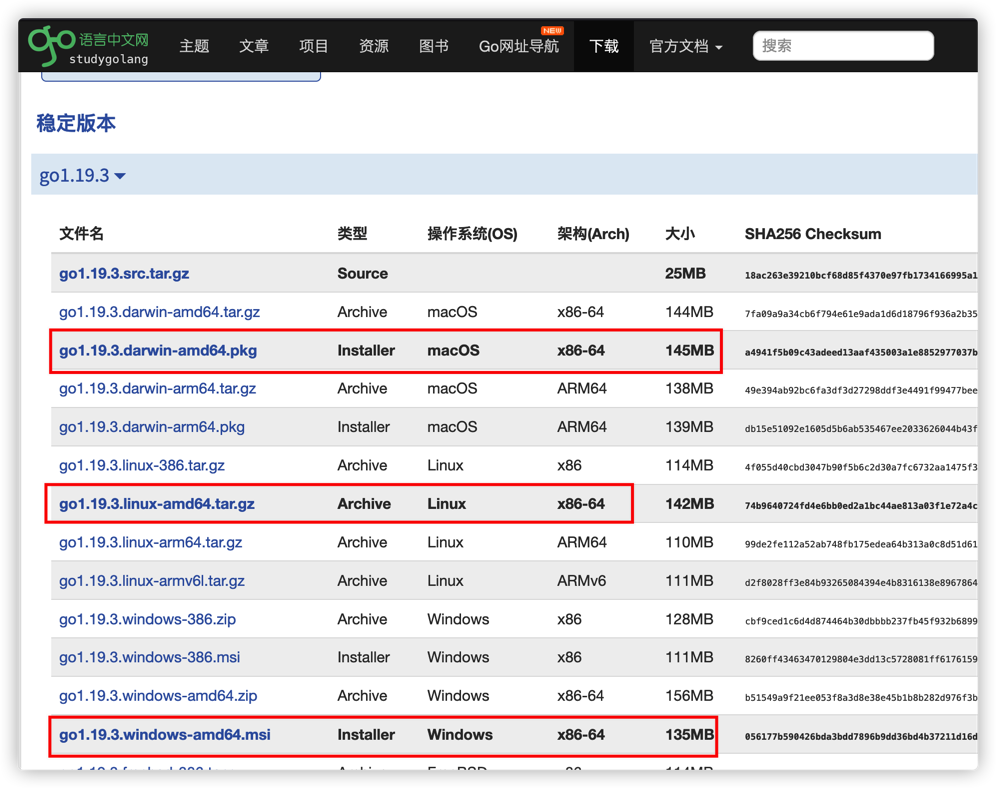 语言中文网
studygolang
主题 文章 项目 资源 图书 Go网址导航 NEW 下载 官方文档 搜索
稳定版本
go1.19.3
文件名 类型 操作系统(OS) 架构(Arch) 大小 SHA256 Checksum
go1.19.3.src.tar.gz Source 25MB 18ac263e39210bcf68d85f4370e97fb1734166995a1
go1.19.3.darwin-amd64.tar.gz Archive macOS x86-64 144MB 7fa09a9a34cb6f794e61e9ada1d6d18796f936a2b35
go1.19.3.darwin-amd64.pkg Installer macOS x86-64 145MB a4941f5b09c43adeed13aaf435003a1e8852977037b
go1.19.3.darwin-arm64.tar.gz Archive macOS ARM64 138MB 49e394ab92bc6fa3df3d27298ddf3e4491f99477bee
go1.19.3.darwin-arm64.pkg Installer macOS ARM64 139MB db15e51092e1605d5b6ab535467ee2033626044b43f
go1.19.3.linux-386.tar.gz Archive Linux x86 114MB 4f055d40cbd3047b90f5b6c2d30a7fc6732aa1475f3
go1.19.3.linux-amd64.tar.gz Archive Linux x86-64 142MB 74b9640724fd4e6bb0ed2a1bc44ae813a03f1e72a4c
go1.19.3.linux-arm64.tar.gz Archive Linux ARM64 110MB 99de2fe112a52ab748fb175edea64b313a0c8d51d61
go1.19.3.linux-armv6l.tar.gz Archive Linux ARMv6 111MB d2f8028ff3e84b93265084394e4b8316138e8967864
go1.19.3.windows-386.zip Archive Windows x86 128MB cbf9ced1c6d4d874464b30dbbbb237fb45f932b6899
go1.19.3.windows-386.msi Installer Windows x86 111MB 8260ff43463470129804e3dd13c5728081ff6176159
go1.19.3.windows-amd64.zip Archive Windows x86-64 156MB b51549a9f21ee053f8a3d8e38e45b1b8b282d976f3b
go1.19.3.windows-amd64.msi Installer Windows x86-64 135MB 056177b590426bda3bdd7896b9dd36bd4b37211d16d